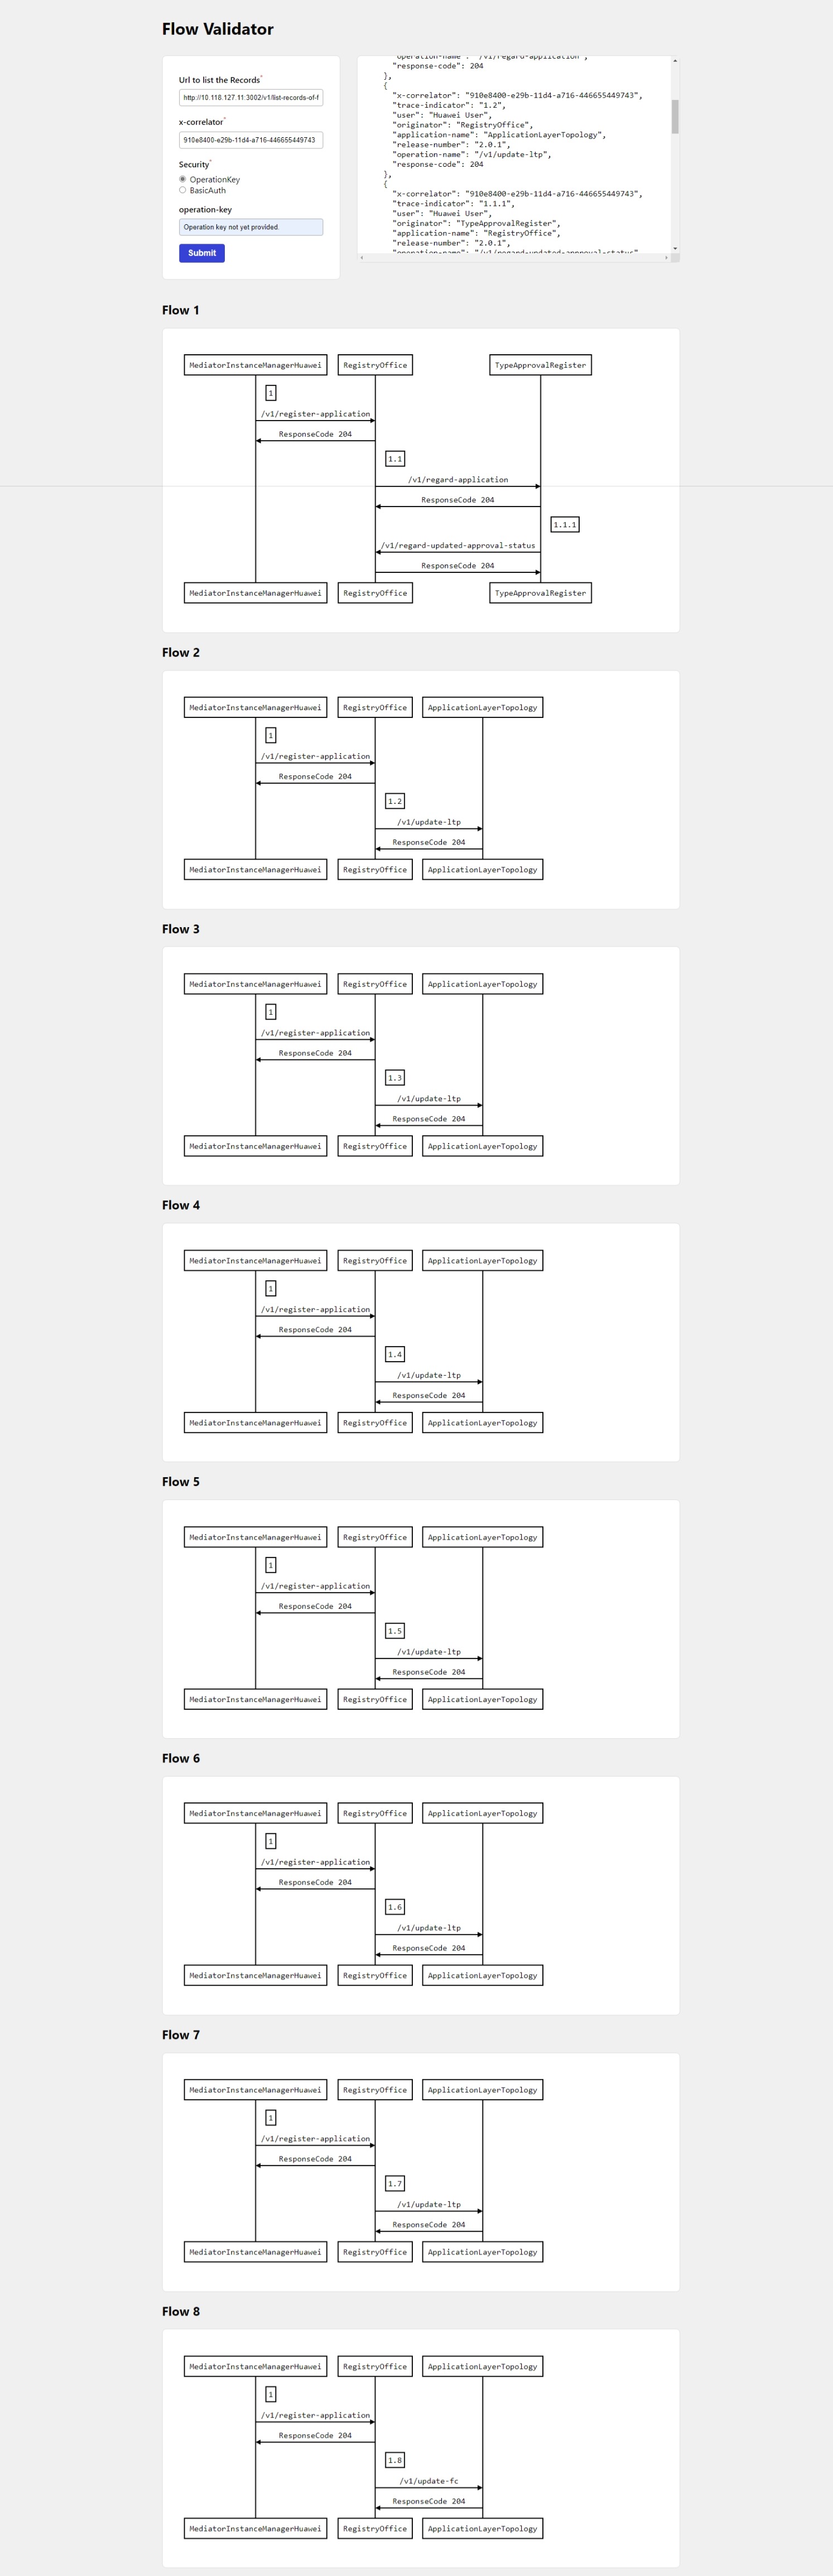 Flow Validator
Url to list the Records*
http://10.118.127.11:3002/v1/list-records-of-f
x-correlator*
910e8400-e29b-11d4-a716-446655449743
Security*
OperationKey
BasicAuth
operation-key
Operation key not yet provided.
Submit
"operation-name": "/v1/regard-application",
"response-code": 204
},
{
"x-correlator": "910e8400-e29b-11d4-a716-446655449743",
"trace-indicator": "1.2",
"user": "Huawei User",
"originator": "RegistryOffice",
"application-name": "ApplicationLayerTopology",
"release-number": "2.0.1",
"operation-name": "/v1/update-ltp",
"response-code": 204
},
{
"x-correlator": "910e8400-e29b-11d4-a716-446655449743",
"trace-indicator": "1.1.1",
"user": "Huawei User",
"originator": "TypeApprovalRegister",
"application-name": "RegistryOffice",
"release-number": "2.0.1",
"operation-name": "/v1/regard-updated-approval-status"
Flow 1
MediatorInstanceManagerHuawei RegistryOffice TypeApprovalRegister
1
/v1/register-application
ResponseCode 204
1.1
/v1/regard-application
ResponseCode 204
1.1.1
/v1/regard-updated-approval-status
ResponseCode 204
MediatorInstanceManagerHuawei RegistryOffice TypeApprovalRegister
Flow 2
MediatorInstanceManagerHuawei RegistryOffice ApplicationLayerTopology
1
/v1/register-application
ResponseCode 204
1.2
/v1/update-ltp
ResponseCode 204
MediatorInstanceManagerHuawei RegistryOffice ApplicationLayerTopology
Flow 3
MediatorInstanceManagerHuawei RegistryOffice ApplicationLayerTopology
1
/v1/register-application
ResponseCode 204
1.3
/v1/update-ltp
ResponseCode 204
MediatorInstanceManagerHuawei RegistryOffice ApplicationLayerTopology
Flow 4
MediatorInstanceManagerHuawei RegistryOffice ApplicationLayerTopology
1
/v1/register-application
ResponseCode 204
1.4
/v1/update-ltp
ResponseCode 204
MediatorInstanceManagerHuawei RegistryOffice ApplicationLayerTopology
Flow 5
MediatorInstanceManagerHuawei RegistryOffice ApplicationLayerTopology
1
/v1/register-application
ResponseCode 204
1.5
/v1/update-ltp
ResponseCode 204
MediatorInstanceManagerHuawei RegistryOffice ApplicationLayerTopology
Flow 6
MediatorInstanceManagerHuawei RegistryOffice ApplicationLayerTopology
1
/v1/register-application
ResponseCode 204
1.6
/v1/update-ltp
ResponseCode 204
MediatorInstanceManagerHuawei RegistryOffice ApplicationLayerTopology
Flow 7
MediatorInstanceManagerHuawei RegistryOffice ApplicationLayerTopology
1
/v1/register-application
ResponseCode 204
1.7
/v1/update-ltp
ResponseCode 204
MediatorInstanceManagerHuawei RegistryOffice ApplicationLayerTopology
Flow 8
MediatorInstanceManagerHuawei RegistryOffice ApplicationLayerTopology
1
/v1/register-application
ResponseCode 204
1.8
/v1/update-fc
ResponseCode 204
MediatorInstanceManagerHuawei RegistryOffice ApplicationLayerTopology